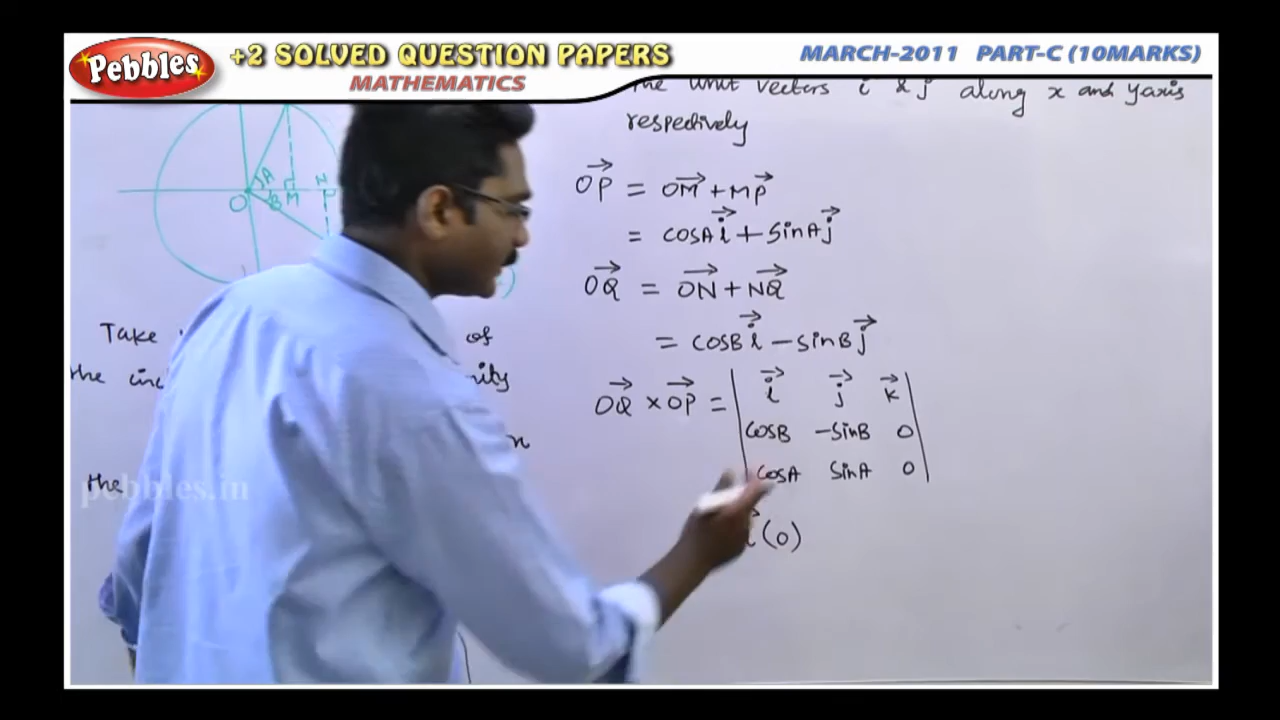 Pebbles
+2 SOLVED QUESTION PAPERS
MATHEMATICS
MARCH-2011 PART-C (10MARKS)
A
O B M N
Take of
the circ
the
pebbles.in
the unit vectors i & j along x and y axis
respectively
OP⃗ = OM⃗ + MP⃗
= cosA i⃗ + sinA j⃗
OQ⃗ = ON⃗ + NQ⃗
= cosB i⃗ − sinB j⃗
OQ⃗ × OP⃗ = | i⃗ j⃗ k⃗ |
cosB −sinB 0
cosA sinA 0
i⃗(0)